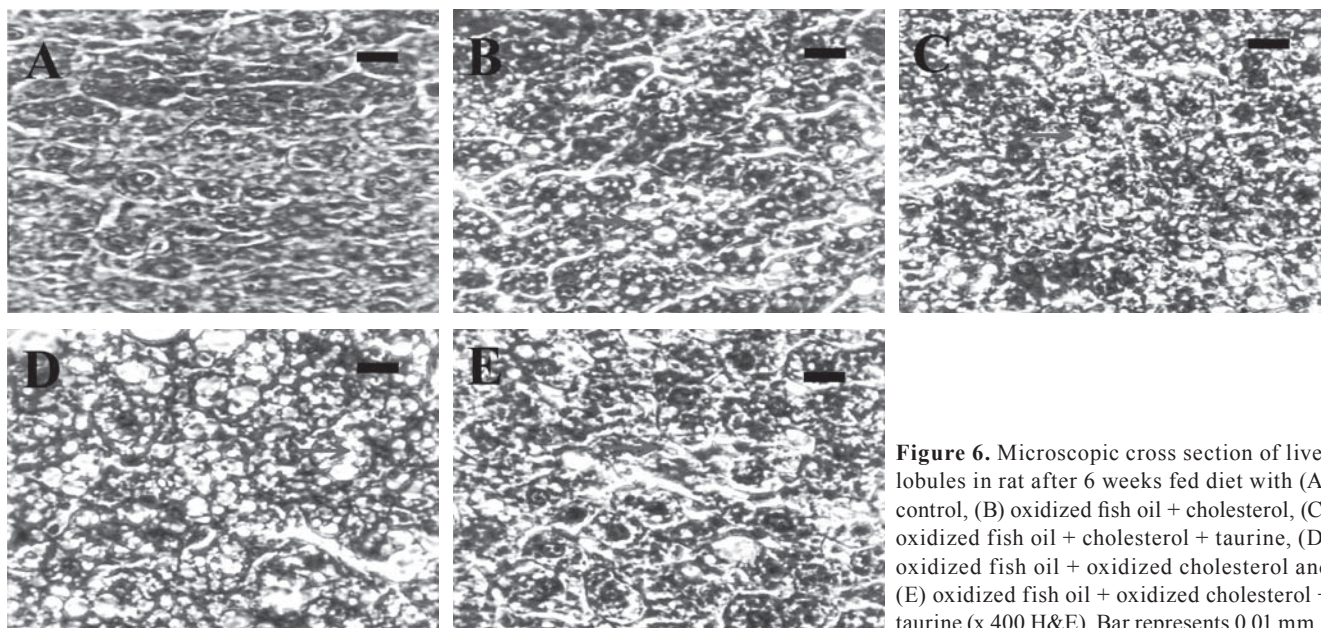 A
B
C
D
E
Figure 6. Microscopic cross section of live
lobules in rat after 6 weeks fed diet with (A
control, (B) oxidized fish oil + cholesterol, (C
oxidized fish oil + cholesterol + taurine, (D
oxidized fish oil + oxidized cholesterol and
(E) oxidized fish oil + oxidized cholesterol +
taurine (x 400 H&E). Bar represents 0.01 mm